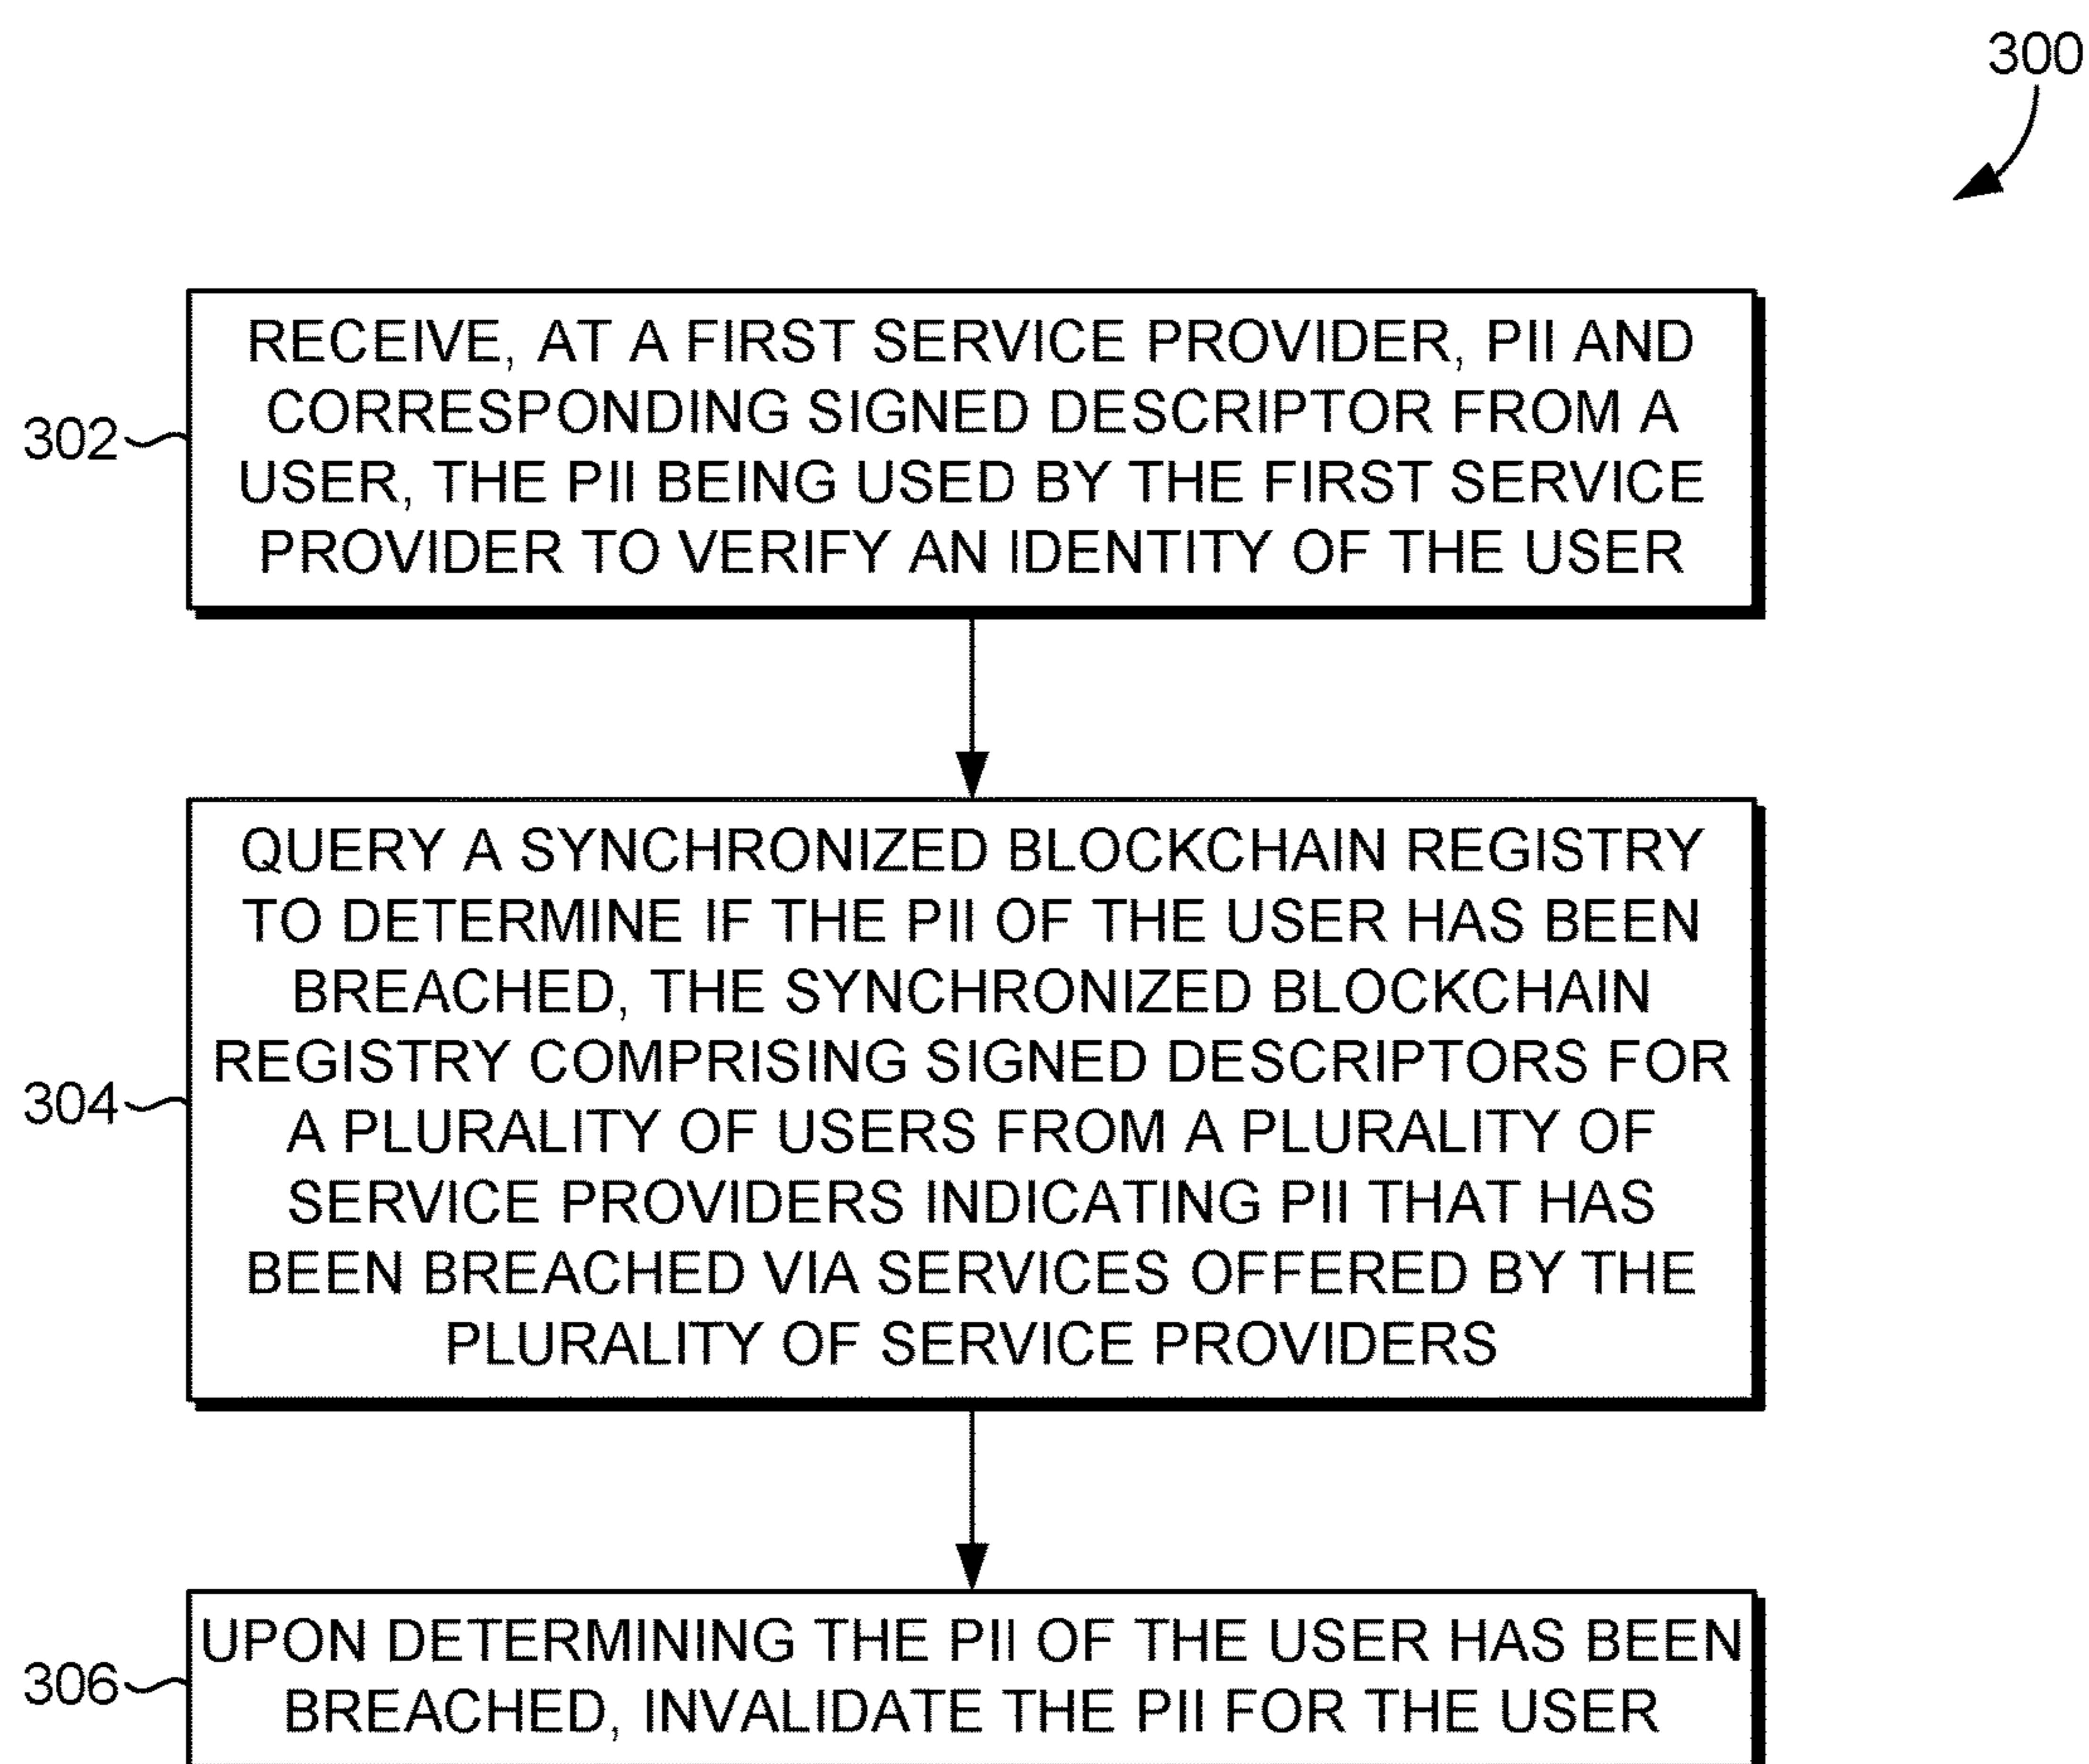 300
RECEIVE, AT A FIRST SERVICE PROVIDER, PII AND
CORRESPONDING SIGNED DESCRIPTOR FROM A
USER, THE PII BEING USED BY THE FIRST SERVICE
PROVIDER TO VERIFY AN IDENTITY OF THE USER
302
QUERY A SYNCHRONIZED BLOCKCHAIN REGISTRY
TO DETERMINE IF THE PII OF THE USER HAS BEEN
BREACHED, THE SYNCHRONIZED BLOCKCHAIN
REGISTRY COMPRISING SIGNED DESCRIPTORS FOR
A PLURALITY OF USERS FROM A PLURALITY OF
SERVICE PROVIDERS INDICATING PII THAT HAS
BEEN BREACHED VIA SERVICES OFFERED BY THE
PLURALITY OF SERVICE PROVIDERS
304
UPON DETERMINING THE PII OF THE USER HAS BEEN
BREACHED, INVALIDATE THE PII FOR THE USER
306